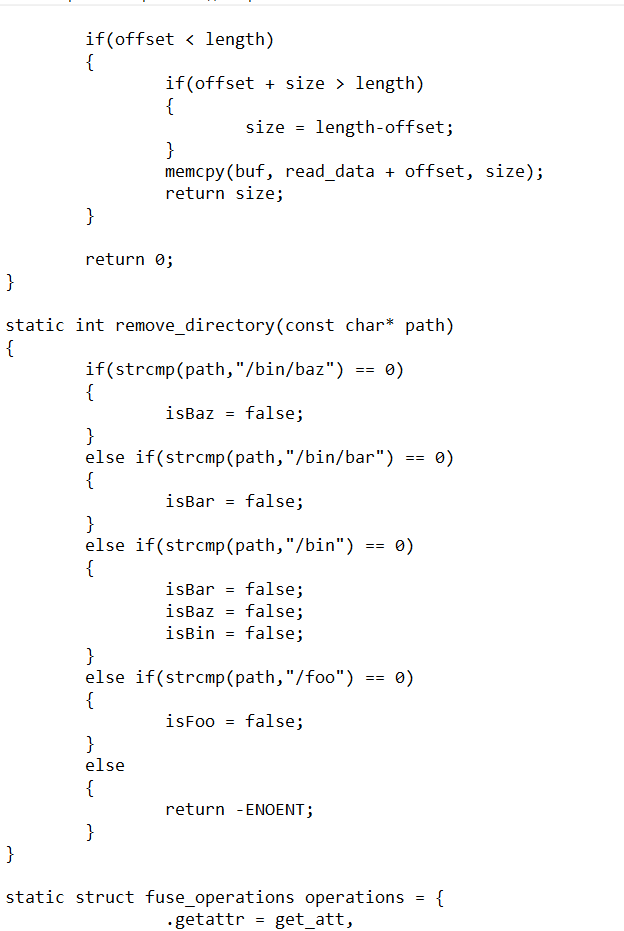 if(offset < length)
{
if(offset + size > length)
{
size = length-offset;
}
memcpy(buf, read_data + offset, size);
return size;
}
return 0;
}
static int remove_directory(const char* path)
{
if(strcmp(path,"/bin/baz") == 0)
{
isBaz = false;
}
else if(strcmp(path,"/bin/bar") == 0)
{
isBar = false;
}
else if(strcmp(path,"/bin") == 0)
{
isBar = false;
isBaz = false;
isBin = false;
}
else if(strcmp(path,"/foo") == 0)
{
isFoo = false;
}
else
{
return -ENOENT;
}
}
static struct fuse_operations operations = {
.getattr = get_att,